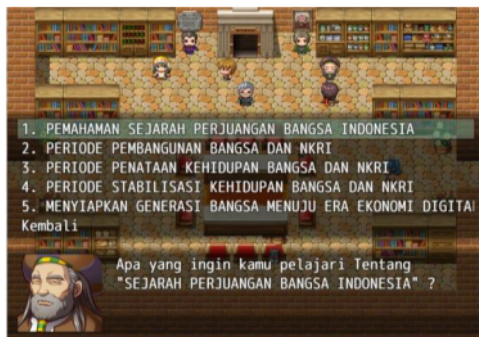 1. PEMAHAMAN SEJARAH PERJUANGAN BANGSA INDONESIA
2. PERIODE PEMBANGUNAN BANGSA DAN NKRI
3. PERIODE PENATAAN KEHIDUPAN BANGSA DAN NKRI
4. PERIODE STABILISASI KEHIDUPAN BANGSA DAN NKRI
5. MENYIAPKAN GENERASI BANGSA MENUJU ERA EKONOMI DIGITA
Kembali
Apa yang ingin kamu pelajari Tentang
"SEJARAH PERJUANGAN BANGSA INDONESIA" ?